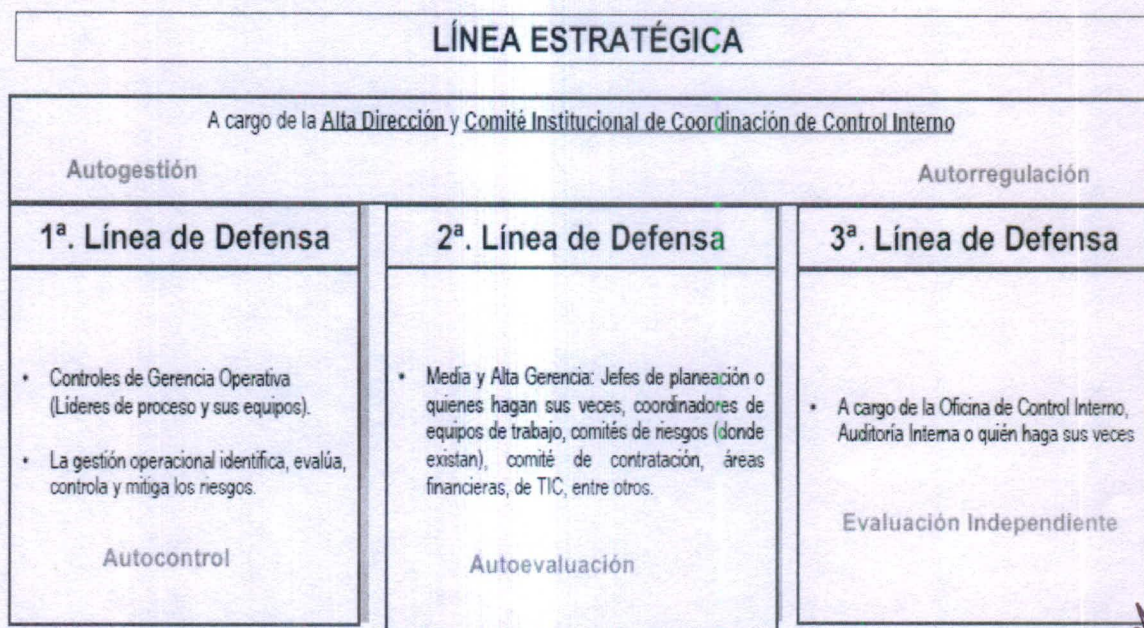 LÍNEA ESTRATÉGICA
A cargo de la Alta Dirección y Comité Institucional de Coordinación de Control Interno
Autogestión
Autorregulación
1ª. Línea de Defensa
Controles de Gerencia Operativa
(Líderes de proceso y sus equipos).
La gestión operacional identifica, evalúa,
controla y mitiga los riesgos.
Autocontrol
2ª. Línea de Defensa
Media y Alta Gerencia: Jefes de planeación o
quienes hagan sus veces, coordinadores de
equipos de trabajo, comités de riesgos (donde
existan), comité de contratación, áreas
financieras, de TIC, entre otros.
Autoevaluación
3ª. Línea de Defensa
A cargo de la Oficina de Control Interno,
Auditoría Interna o quién haga sus veces
Evaluación Independiente